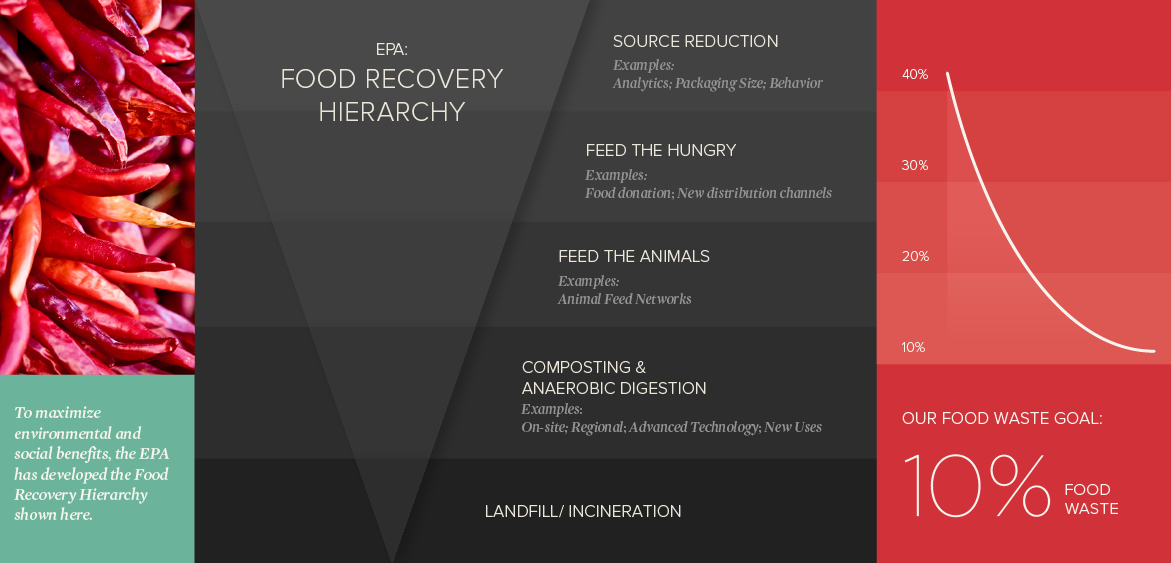 To maximize
environmental and
social benefits, the EPA
has developed the Food
Recovery Hierarchy
shown here.
EPA:
FOOD RECOVERY
HIERARCHY
SOURCE REDUCTION
Examples:
Analytics; Packaging Size; Behavior
FEED THE HUNGRY
Examples:
Food donation; New distribution channels
FEED THE ANIMALS
Examples:
Animal Feed Networks
COMPOSTING &
ANAEROBIC DIGESTION
Examples:
On-site; Regional; Advanced Technology; New Uses
LANDFILL/ INCINERATION
40%
30%
20%
10%
OUR FOOD WASTE GOAL:
10% FOOD
WASTE